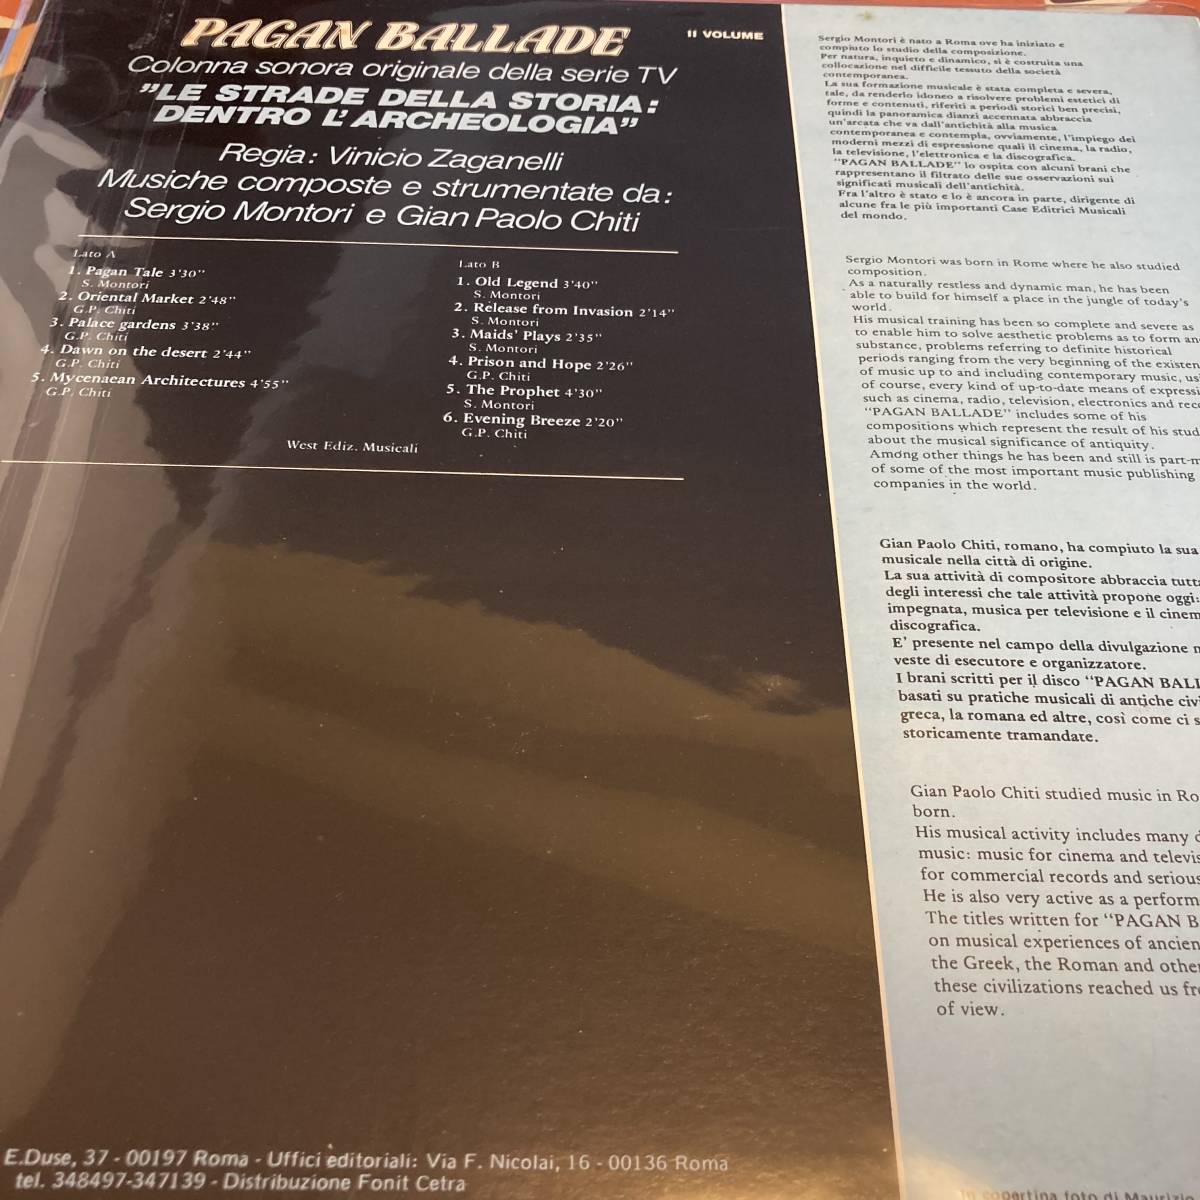 PAGAN BALLADE
II VOLUME
Colonna sonora originale della serie TV
"LE STRADE DELLA STORIA:
DENTRO L'ARCHEOLOGIA"
Regia: Vinicio Zaganelli
Musiche composte e strumentate da:
Sergio Montori e Gian Paolo Chiti
Lato A
1. Pagan Tale 3'30"
S. Montori
2. Oriental Market 2'48"
G.P. Chiti
3. Palace gardens 3'38"
G.P. Chiti
4. Dawn on the desert 2'44"
G.P. Chiti
5. Mycenaean Architectures 4'55"
G.P. Chiti
Lato B
1. Old Legend 3'40"
S. Montori
2. Release from Invasion 2'14"
S. Montori
3. Maids' Plays 2'35"
S. Montori
4. Prison and Hope 2'26"
G.P. Chiti
5. The Prophet 4'30"
S. Montori
6. Evening Breeze 2'20"
G.P. Chiti
West Ediz. Musicali
Sergio Montori è nato a Roma ove ha iniziato e
compiuto lo studio della composizione.
Per natura, inquieto e dinamico, si è costruita una
collocazione nel difficile tessuto della società
contemporanea.
La sua formazione musicale è stata completa e severa,
tale, da renderlo idoneo a risolvere problemi estetici di
forme e contenuti, riferiti a periodi storici ben precisi,
quindi la panoramica dianzi accennata abbraccia
un'arcata che va dall'antichità alla musica
contemporanea e contempla, ovviamente, l'impiego dei
moderni mezzi di espressione quali il cinema, la radio,
la televisione, l'elettronica e la discografica.
"PAGAN BALLADE" lo ospita con alcuni brani che
rappresentano il filtrato delle sue osservazioni sui
significati musicali dell'antichità.
Fra l'altro è stato e lo è ancora in parte, dirigente di
alcune fra le più importanti Case Editrici Musicali
del mondo.
Sergio Montori was born in Rome where he also studied
composition.
As a naturally restless and dynamic man, he has been
able to build for himself a place in the jungle of today's
world.
His musical training has been so complete and severe as
to enable him to solve aesthetic problems as to form an
substance, problems referring to definite historical
periods ranging from the very beginning of the existen
of music up to and including contemporary music, us
of course, every kind of up-to-date means of expressi
such as cinema, radio, television, electronics and reco
"PAGAN BALLADE" includes some of his
compositions which represent the result of his stud
about the musical significance of antiquity.
Among other things he has been and still is part-m
of some of the most important music publishing
companies in the world.
Gian Paolo Chiti, romano, ha compiuto la sua
musicale nella città di origine.
La sua attività di compositore abbraccia tutta
degli interessi che tale attività propone oggi:
impegnata, musica per televisione e il cinem
discografica.
E' presente nel campo della divulgazione m
veste di esecutore e organizzatore.
I brani scritti per il disco "PAGAN BALL
basati su pratiche musicali di antiche civi
greca, la romana ed altre, così come ci s
storicamente tramandate.
Gian Paolo Chiti studied music in Ro
born.
His musical activity includes many d
music: music for cinema and televis
for commercial records and serious
He is also very active as a perform
The titles written for "PAGAN B
on musical experiences of ancien
the Greek, the Roman and other
these civilizations reached us fro
of view.
E.Duse, 37 - 00197 Roma - Uffici editoriali: Via F. Nicolai, 16 - 00136 Roma
tel. 348497-347139 - Distribuzione Fonit Cetra
In copertina foto di Maurizio